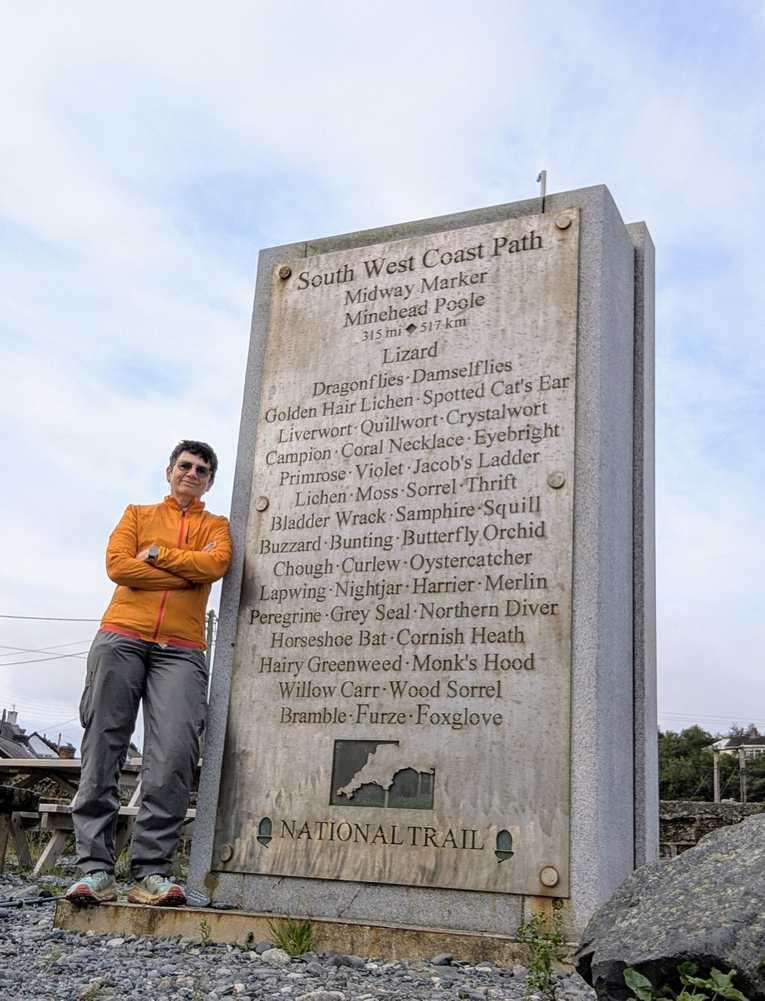 South West Coast Path
Midway Marker
Minehead Poole
315 mi ◆ 517 km
Lizard
Dragonflies · Damselflies
Golden Hair Lichen · Spotted Cat's Ear
Liverwort · Quillwort · Crystalwort
Campion · Coral Necklace · Eyebright
Primrose · Violet · Jacob's Ladder
Lichen · Moss · Sorrel · Thrift
Bladder Wrack · Samphire · Squill
Buzzard · Bunting · Butterfly Orchid
Chough · Curlew · Oystercatcher
Lapwing · Nightjar · Harrier · Merlin
Peregrine · Grey Seal · Northern Diver
Horseshoe Bat · Cornish Heath
Hairy Greenweed · Monk's Hood
Willow Carr · Wood Sorrel
Bramble · Furze · Foxglove
NATIONAL TRAIL